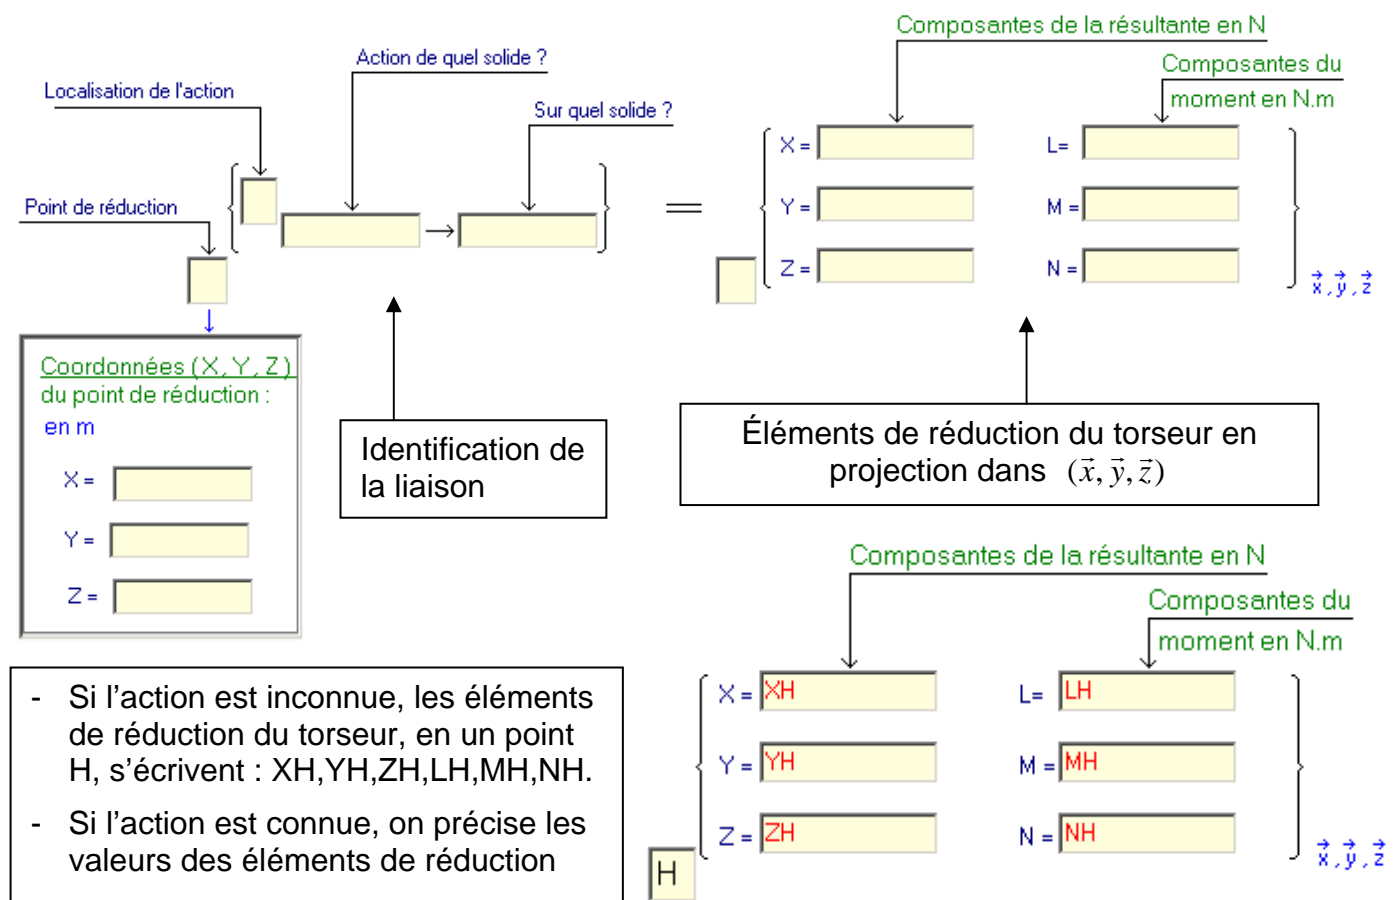 Composantes de la résultante en N
Action de quel solide ?
Composantes du
moment en N.m
Localisation de l'action
Sur quel solide ?
X =
L=
Point de réduction
Y =
M =
Z =
N =
x, y, z
Coordonnées (X, Y, Z)
du point de réduction :
en m
X =
Y =
Z =
Identification de
la liaison
Éléments de réduction du torseur en
projection dans (x, y, z)
Composantes de la résultante en N
Composantes du
moment en N.m
- Si l’action est inconnue, les éléments
de réduction du torseur, en un point
H, s’écrivent : XH,YH,ZH,LH,MH,NH.
- Si l’action est connue, on précise les
valeurs des éléments de réduction
X = XH
L= LH
Y = YH
M = MH
Z = ZH
N = NH
H
x, y, z